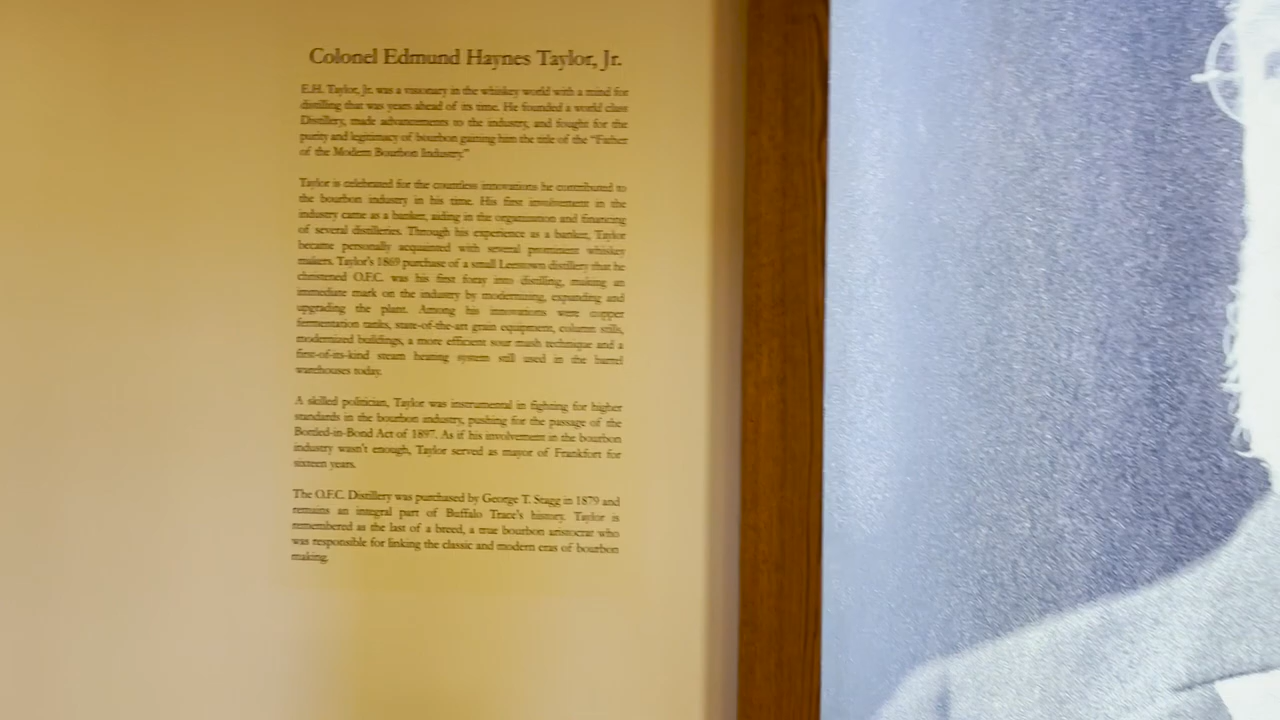 Colonel Edmund Haynes Taylor, Jr.
E.H. Taylor, Jr. was a visionary in the whiskey world with a mind for
distilling that was years ahead of its time. He founded a world class
Distillery, made advancements to the industry, and fought for the
purity and legitimacy of bourbon gaining him the title of the "Father
of the Modern Bourbon Industry."
Taylor is celebrated for the countless innovations he contributed to
the bourbon industry in his time. His first involvement in the
industry came as a banker, aiding in the organization and financing
of several distilleries. Through his experience as a banker, Taylor
became personally acquainted with several prominent whiskey
makers. Taylor's 1869 purchase of a small Leestown distillery that he
christened O.F.C. was his first foray into distilling, making an
immediate mark on the industry by modernizing, expanding and
upgrading the plant. Among his innovations were copper
fermentation tanks, state-of-the-art grain equipment, column stills,
modernized buildings, a more efficient sour mash technique and a
first-of-its-kind steam heating system still used in the barrel
warehouses today.
A skilled politician, Taylor was instrumental in fighting for higher
standards in the bourbon industry, pushing for the passage of the
Bottled-in-Bond Act of 1897. As if his involvement in the bourbon
industry wasn't enough, Taylor served as mayor of Frankfort for
sixteen years.
The O.F.C. Distillery was purchased by George T. Stagg in 1879 and
remains an integral part of Buffalo Trace's history. Taylor is
remembered as the last of a breed, a true bourbon aristocrat who
was responsible for linking the classic and modern eras of bourbon
making.